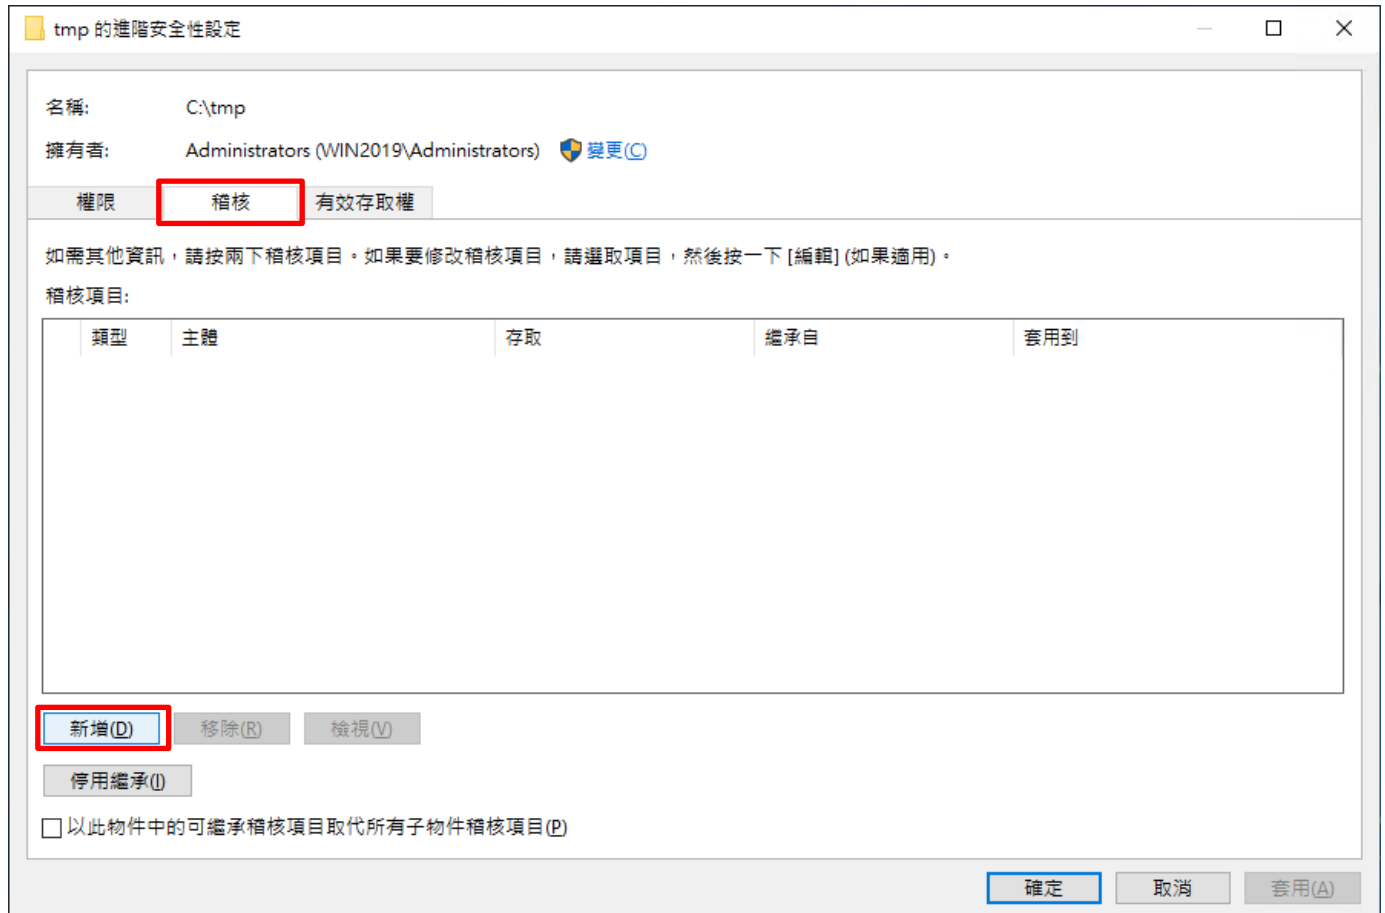 tmp 的進階安全性設定
名稱: C:\tmp
擁有者: Administrators (WIN2019\Administrators) 變更(C)
權限 稽核 有效存取權
如需其他資訊，請按兩下稽核項目。如果要修改稽核項目，請選取項目，然後按一下 [編輯] (如果適用)。
稽核項目:
類型 主體 存取 繼承自 套用到
新增(D) 移除(R) 檢視(V)
停用繼承(I)
以此物件中的可繼承稽核項目取代所有子物件稽核項目(P)
確定 取消 套用(A)